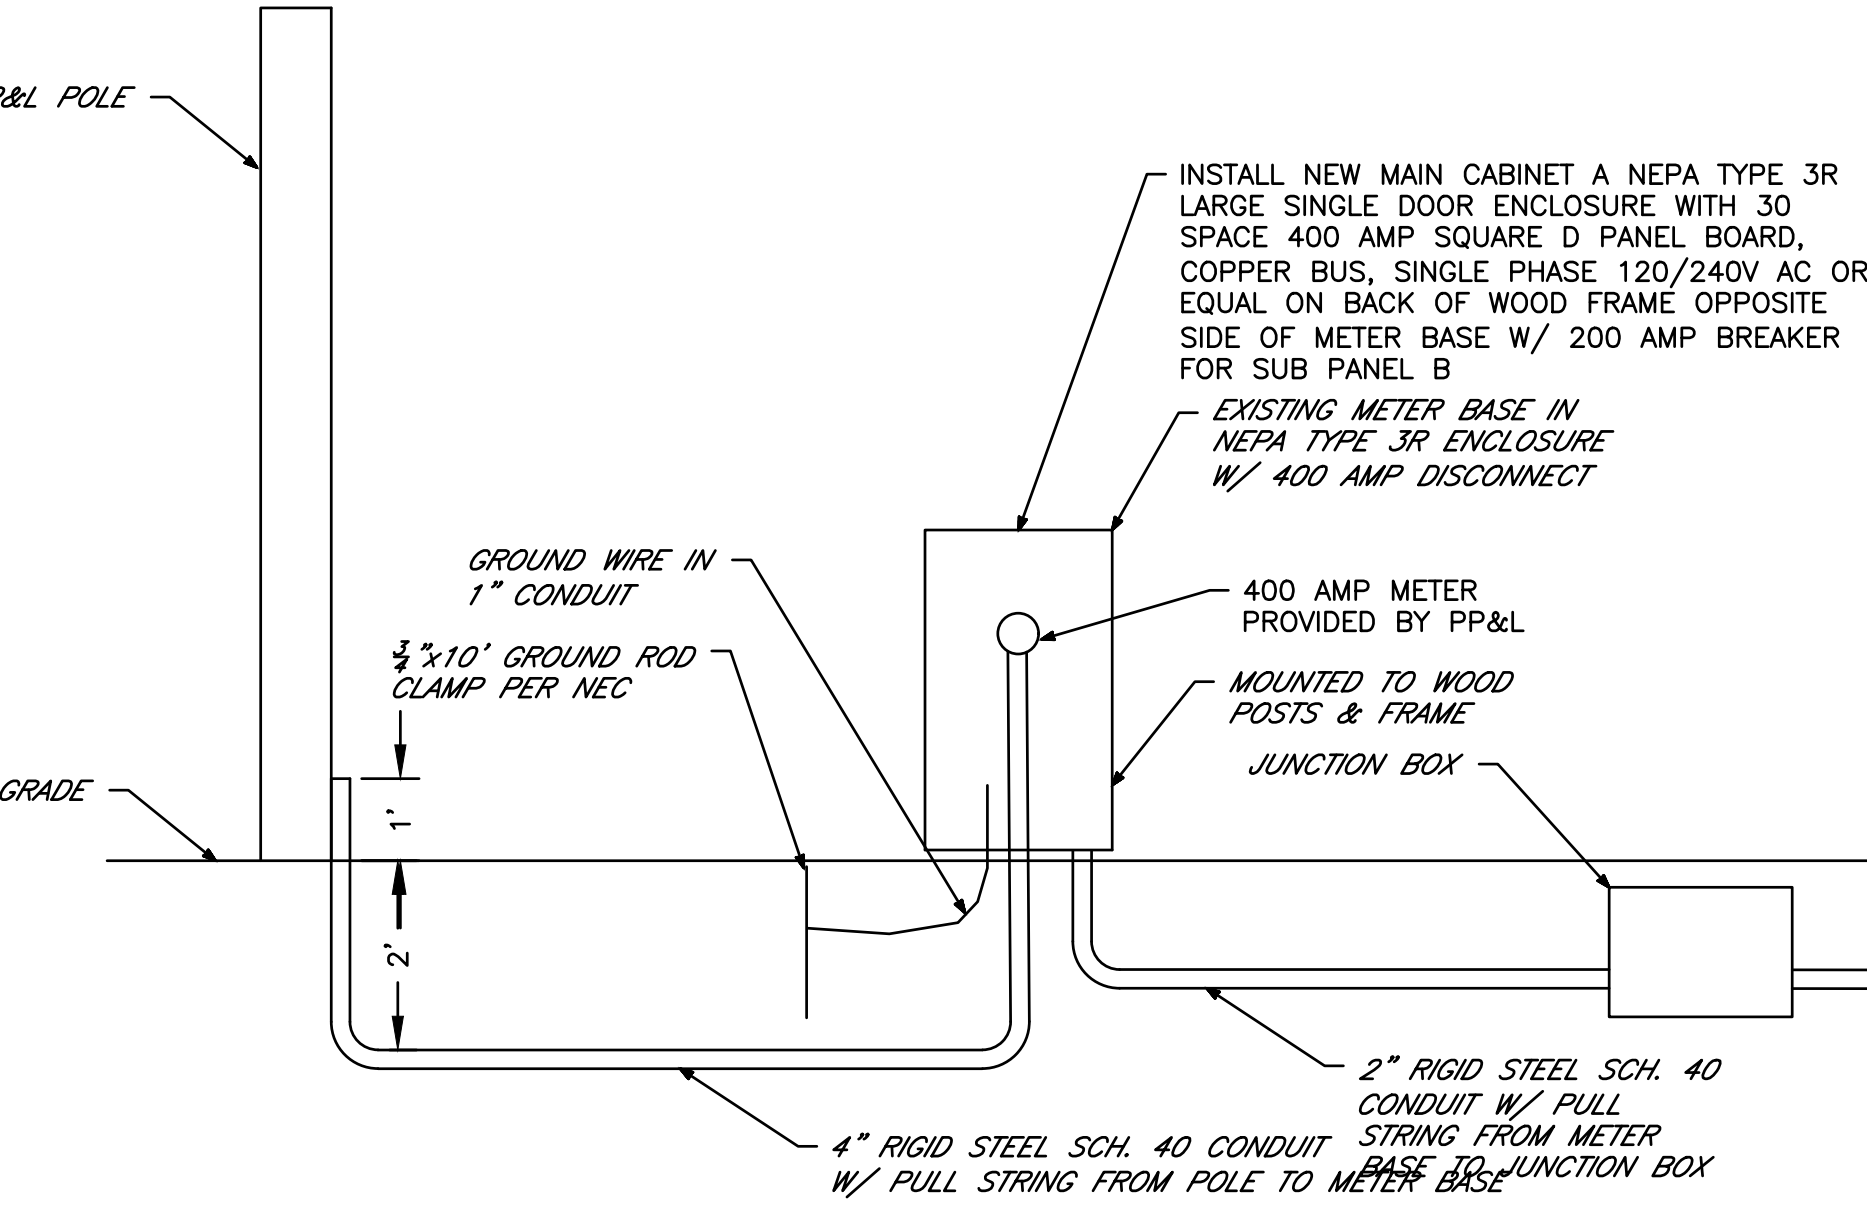 &L POLE
INSTALL NEW MAIN CABINET A NEPA TYPE 3R
LARGE SINGLE DOOR ENCLOSURE WITH 30
SPACE 400 AMP SQUARE D PANEL BOARD,
COPPER BUS, SINGLE PHASE 120/240V AC OR
EQUAL ON BACK OF WOOD FRAME OPPOSITE
SIDE OF METER BASE W/ 200 AMP BREAKER
FOR SUB PANEL B
EXISTING METER BASE IN
NEPA TYPE 3R ENCLOSURE
W/ 400 AMP DISCONNECT
GROUND WIRE IN
1" CONDUIT
400 AMP METER
PROVIDED BY PP&L
3/4"x10' GROUND ROD
CLAMP PER NEC
MOUNTED TO WOOD
POSTS & FRAME
JUNCTION BOX
GRADE
1'
2'
2" RIGID STEEL SCH. 40
CONDUIT W/ PULL
STRING FROM METER
BASE TO JUNCTION BOX
4" RIGID STEEL SCH. 40 CONDUIT
W/ PULL STRING FROM POLE TO METER BASE